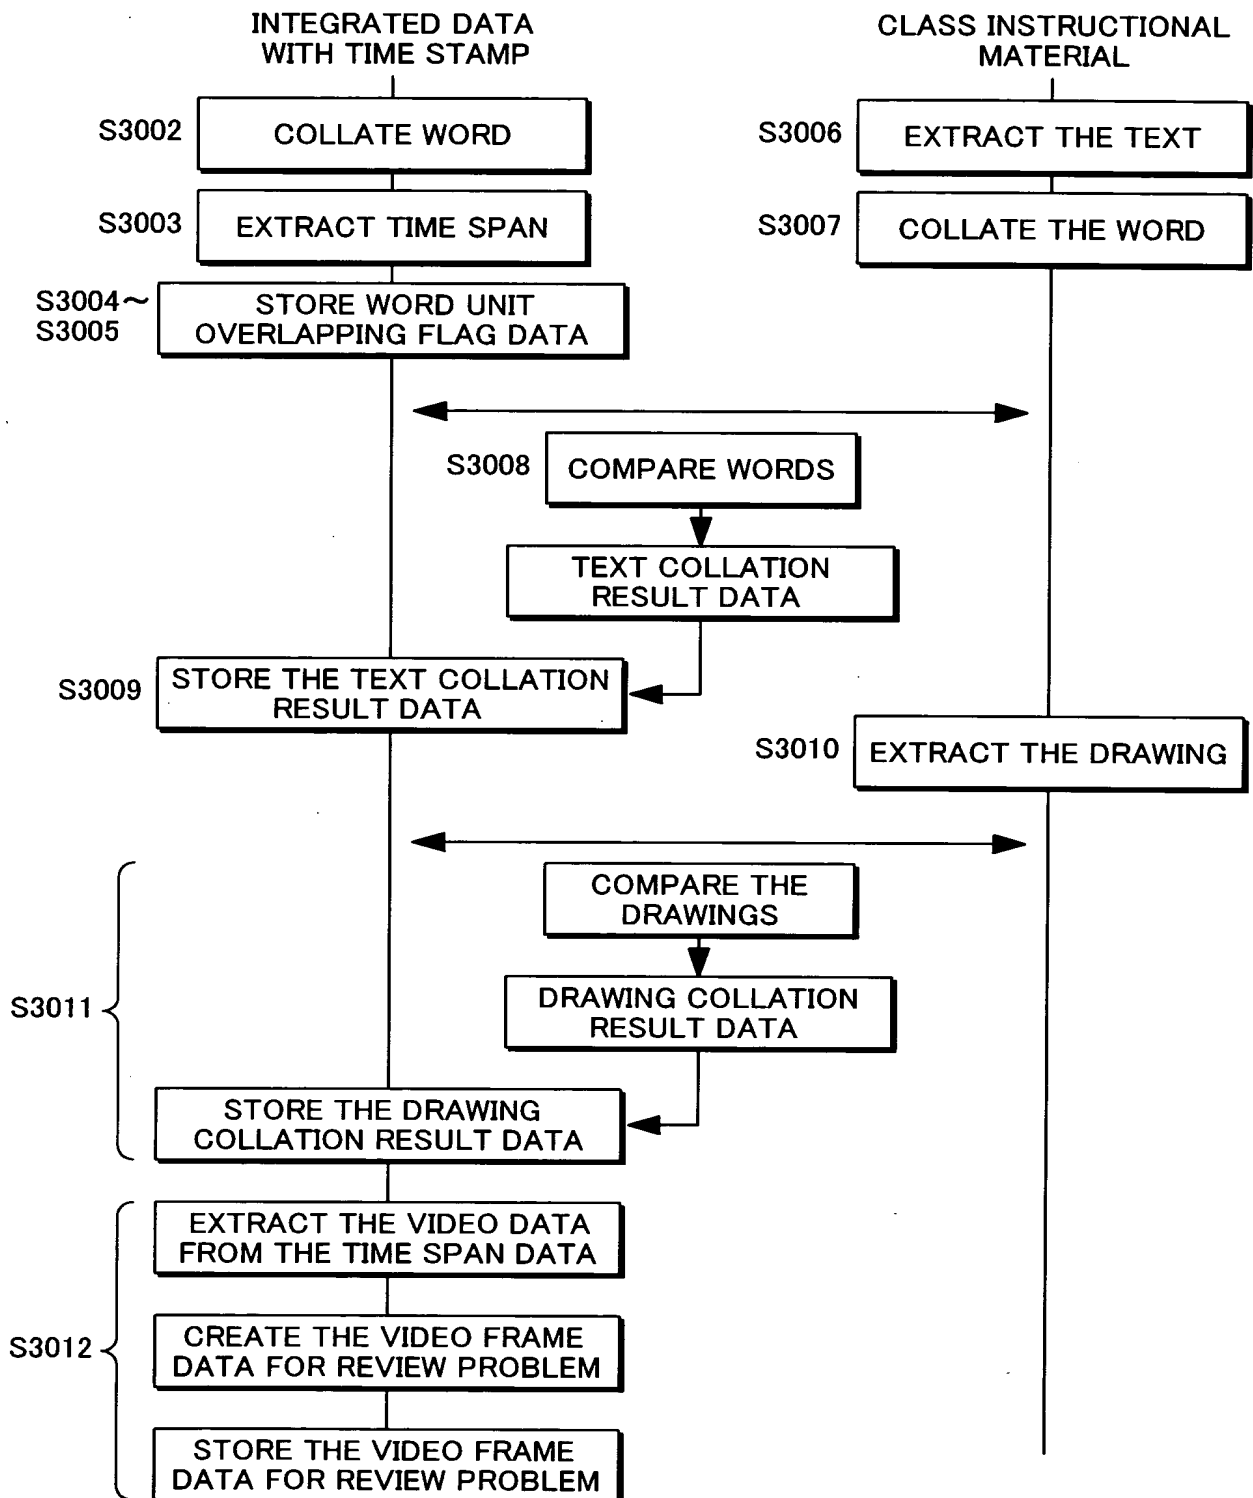 INTEGRATED DATA
WITH TIME STAMP
CLASS INSTRUCTIONAL
MATERIAL
S3002
COLLATE WORD
S3006
EXTRACT THE TEXT
S3003
EXTRACT TIME SPAN
S3007
COLLATE THE WORD
S3004~
S3005
STORE WORD UNIT
OVERLAPPING FLAG DATA
S3008
COMPARE WORDS
TEXT COLLATION
RESULT DATA
S3009
STORE THE TEXT COLLATION
RESULT DATA
S3010
EXTRACT THE DRAWING
S3011
COMPARE THE
DRAWINGS
DRAWING COLLATION
RESULT DATA
STORE THE DRAWING
COLLATION RESULT DATA
S3012
EXTRACT THE VIDEO DATA
FROM THE TIME SPAN DATA
CREATE THE VIDEO FRAME
DATA FOR REVIEW PROBLEM
STORE THE VIDEO FRAME
DATA FOR REVIEW PROBLEM